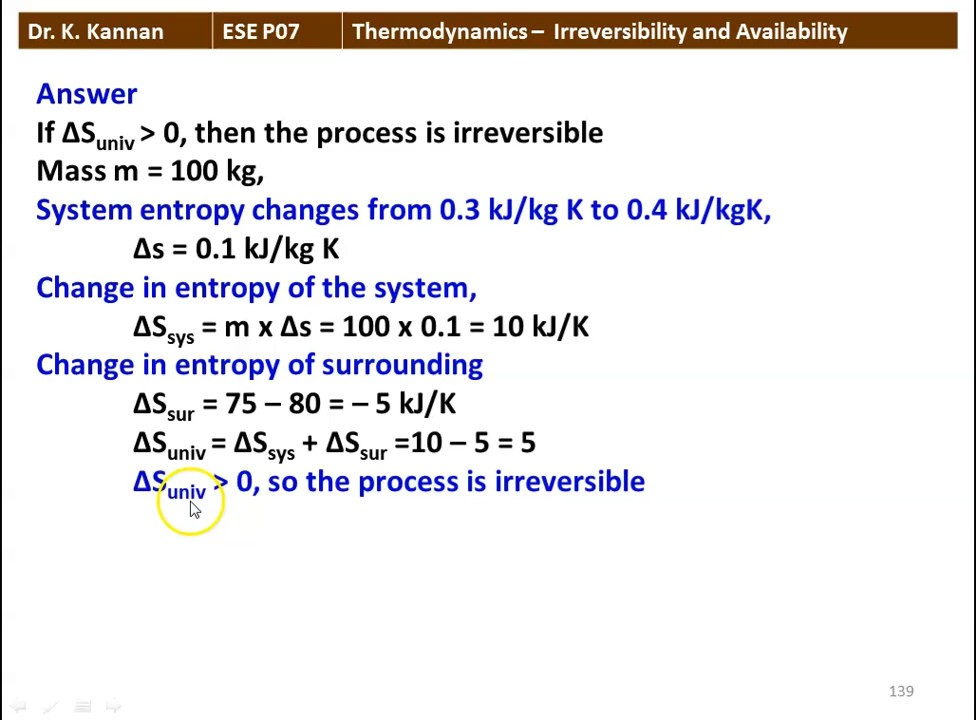 Dr. K. Kannan ESE P07 Thermodynamics – Irreversibility and Availability
Answer
If ΔSuniv > 0, then the process is irreversible
Mass m = 100 kg,
System entropy changes from 0.3 kJ/kg K to 0.4 kJ/kgK,
Δs = 0.1 kJ/kg K
Change in entropy of the system,
ΔSsys = m x Δs = 100 x 0.1 = 10 kJ/K
Change in entropy of surrounding
ΔSsur = 75 – 80 = – 5 kJ/K
ΔSuniv = ΔSsys + ΔSsur =10 – 5 = 5
ΔSuniv > 0, so the process is irreversible
139